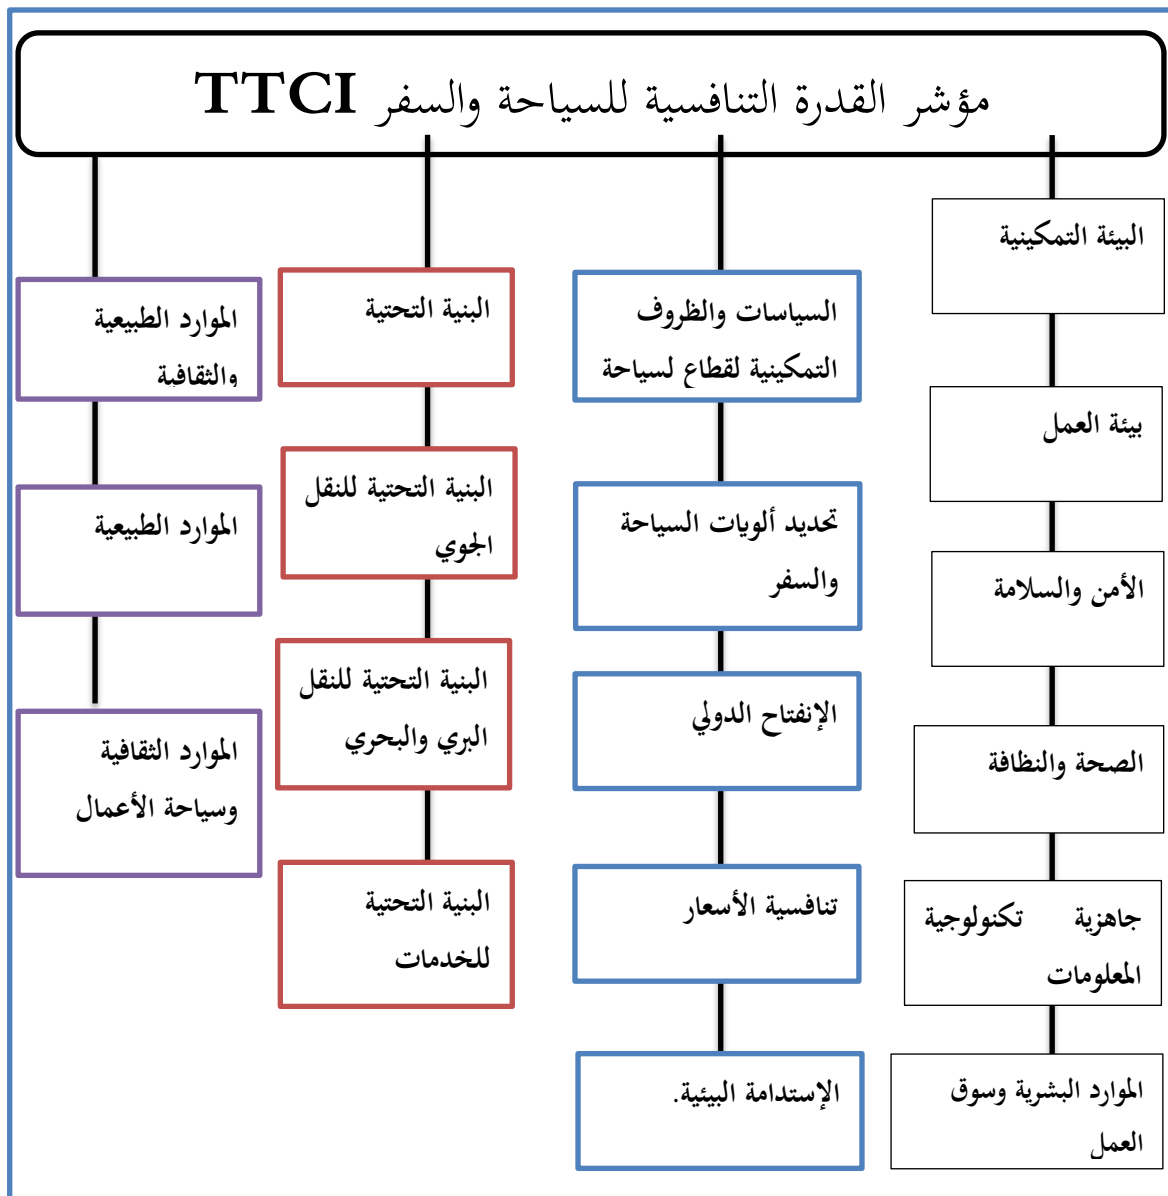 مؤشر القدرة التنافسية للسياحة والسفر TTCI
البيئة التمكينية
بيئة العمل
الأمن والسلامة
الصحة والنظافة
جاهزية تكنولوجية
المعلومات
الموارد البشرية وسوق
العمل
السياسات والظروف
التمكينية لقطاع لسياحة
تحديد ألويات السياحة
والسفر
الإنفتاح الدولي
تنافسية الأسعار
الإستدامة البيئية.
البنية التحتية
البنية التحتية للنقل
الجوي
البنية التحتية للنقل
البري والبحري
البنية التحتية
للخدمات
الموارد الطبيعية
والثقافية
الموارد الطبيعية
الموارد الثقافية
وسياحة الأعمال